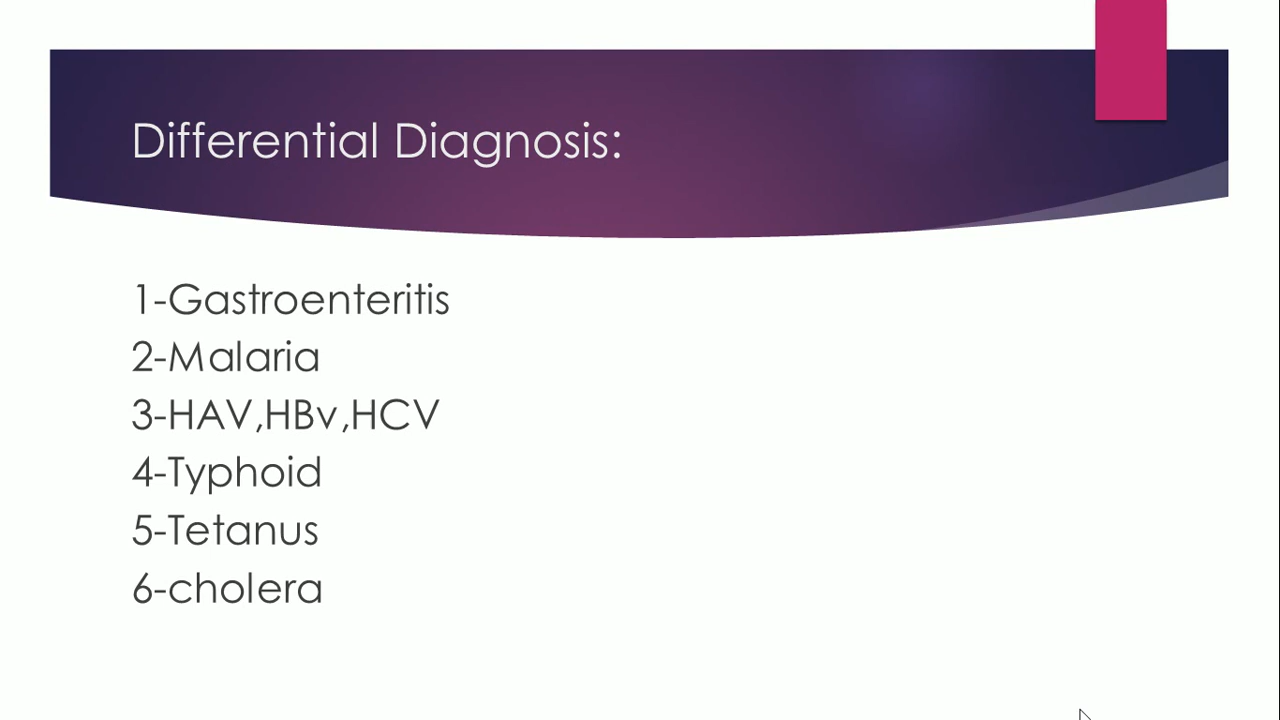 Differential Diagnosis:
1-Gastroenteritis
2-Malaria
3-HAV,HBv,HCV
4-Typhoid
5-Tetanus
6-cholera